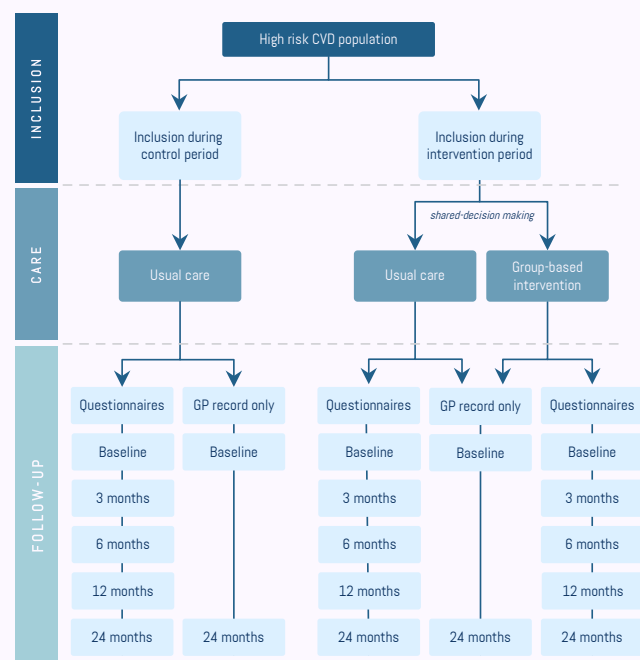 INCLUSION
High risk CVD population
Inclusion during
control period
Inclusion during
intervention period
CARE
shared-decision making
Usual care
Usual care
Group-based
intervention
FOLLOW-UP
Questionnaires
GP record only
Questionnaires
GP record only
Questionnaires
Baseline
Baseline
Baseline
Baseline
Baseline
3 months
3 months
3 months
6 months
6 months
6 months
12 months
12 months
12 months
24 months
24 months
24 months
24 months
24 months